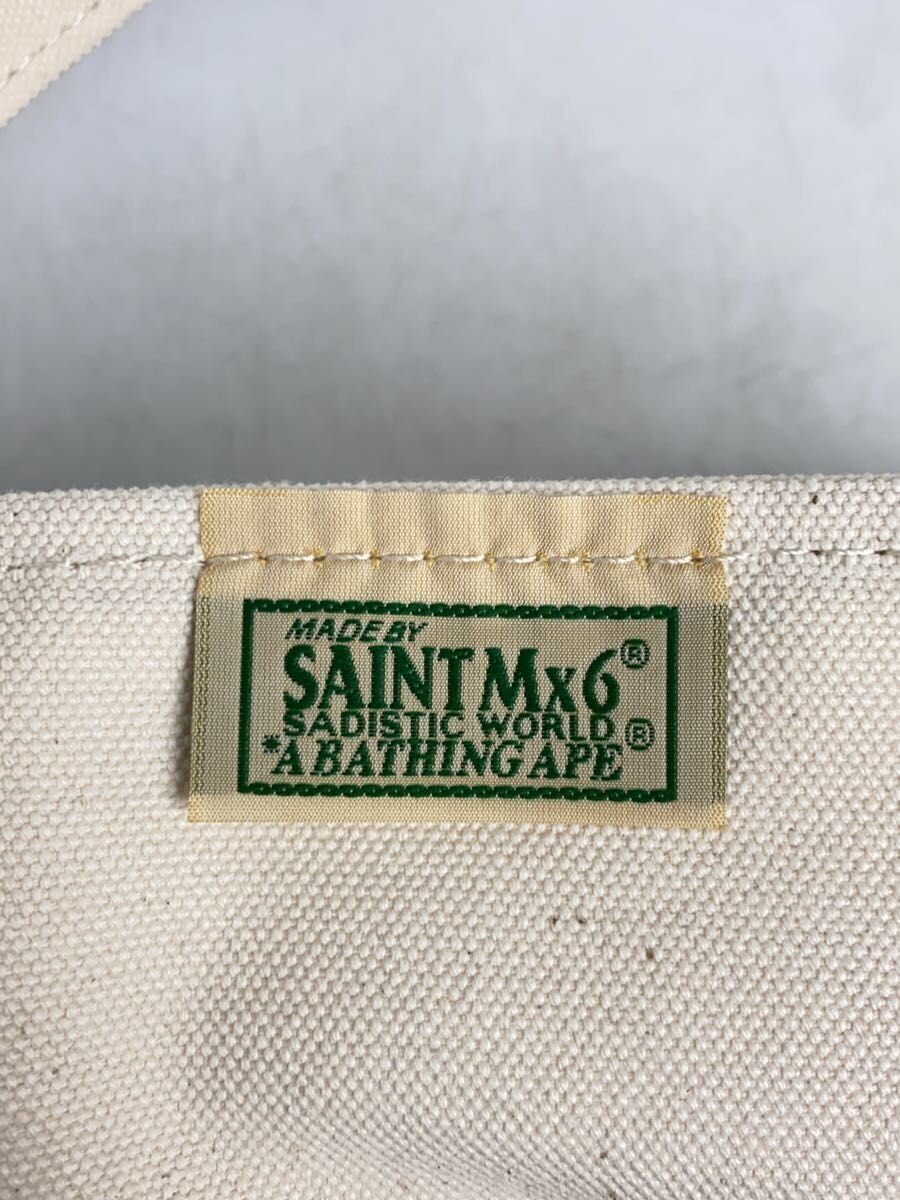 MADE BY
SAINT Mx6®
SADISTIC WORLD
*A BATHING APE®